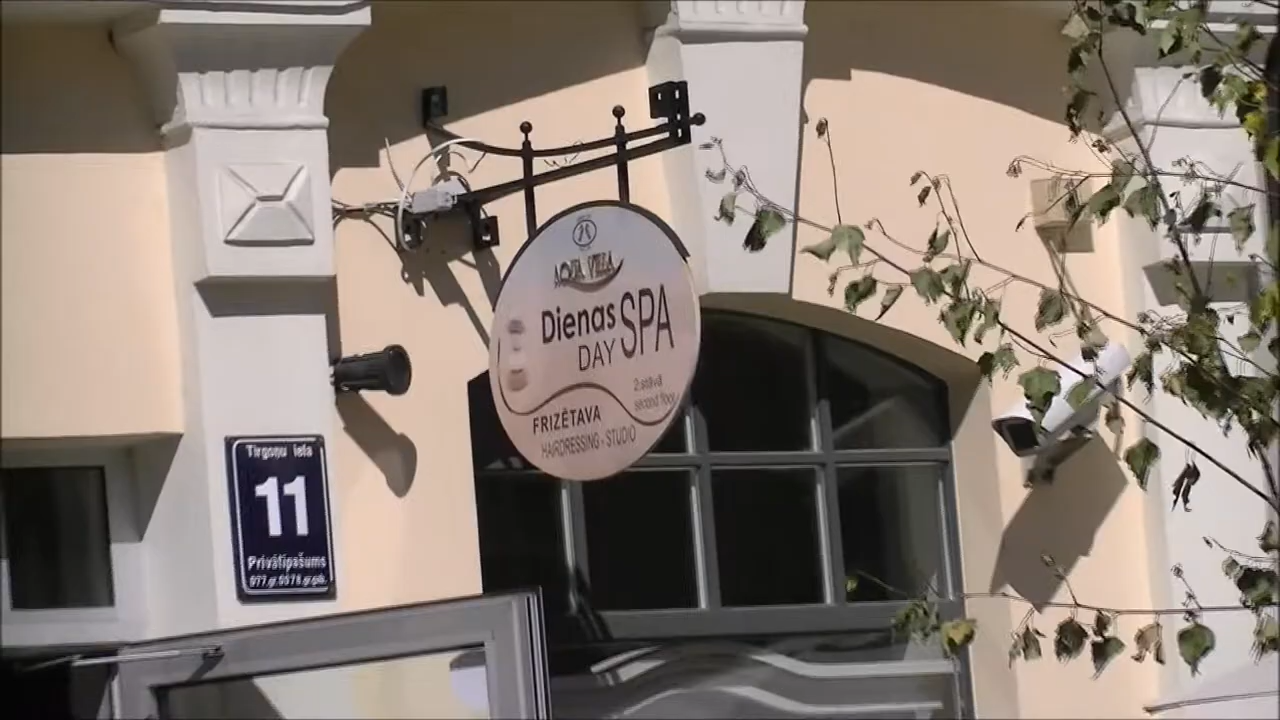 AQUA VILLA
Dienas
DAY
SPA
2.stāvā
second floor
FRIZĒTAVA
HAIRDRESSING - STUDIO
Tirgoņu iela
11
Privātīpašums